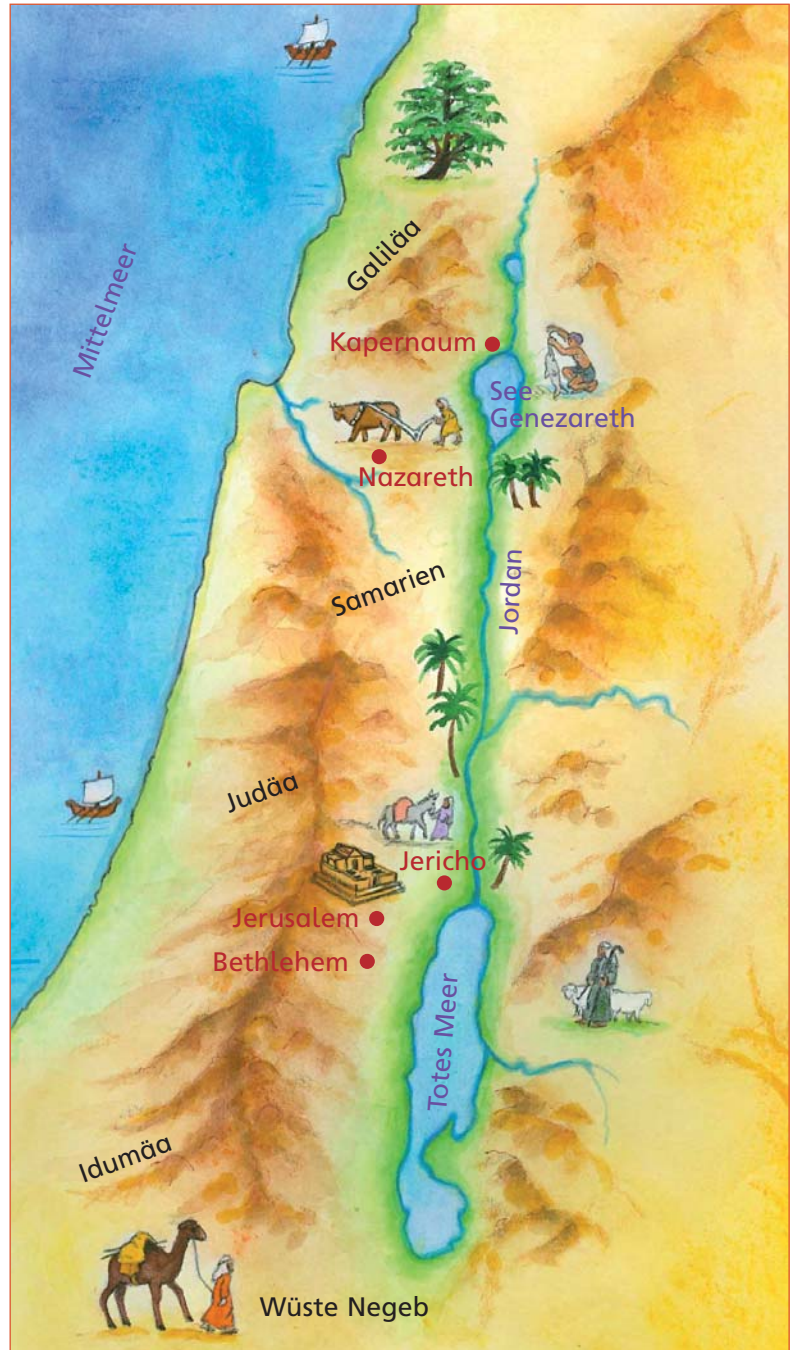 Mittelmeer
Galiläa
Kapernaum
See
Genezareth
Nazareth
Samarien
Jordan
Judäa
Jericho
Jerusalem
Bethlehem
Totes Meer
Idumäa
Wüste Negeb